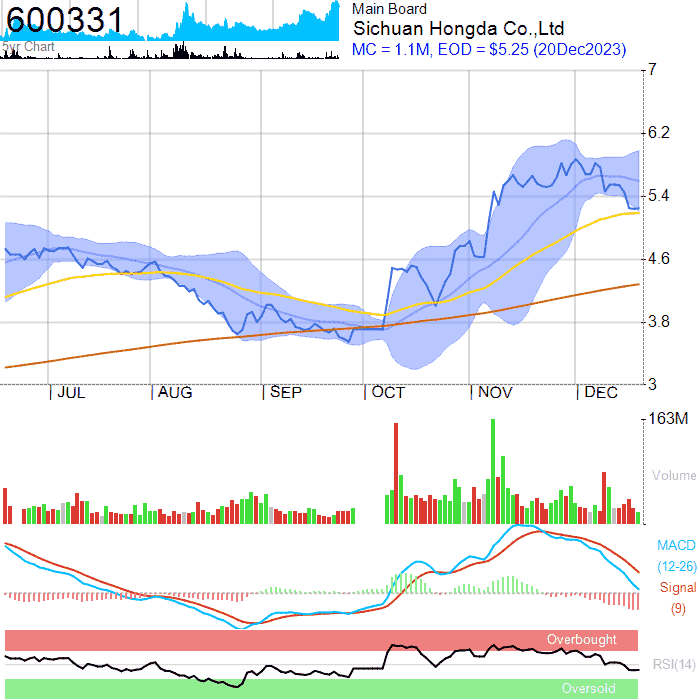 600331
5yr Chart
Main Board
Sichuan Hongda Co.,Ltd
MC = 1.1M, EOD = $5.25 (20Dec2023)
7
6.2
5.4
4.6
3.8
3
JUL
AUG
SEP
OCT
NOV
DEC
163M
Volume
MACD
(12-26)
Signal
(9)
Overbought
RSI(14)
Oversold